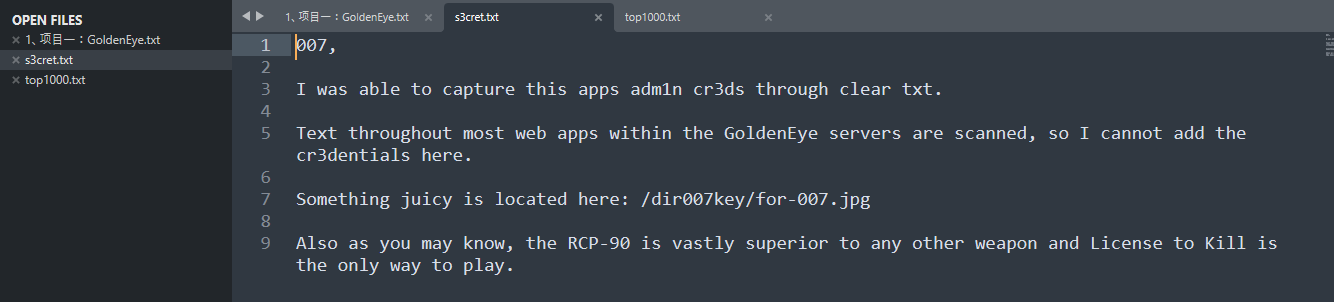 OPEN FILES
1、项目一：GoldenEye.txt
s3cret.txt
top1000.txt
1、项目一：GoldenEye.txt s3cret.txt top1000.txt
1 007,
2
3 I was able to capture this apps adm1n cr3ds through clear txt.
4
5 Text throughout most web apps within the GoldenEye servers are scanned, so I cannot add the
cr3dentials here.
6
7 Something juicy is located here: /dir007key/for-007.jpg
8
9 Also as you may know, the RCP-90 is vastly superior to any other weapon and License to Kill is
the only way to play.